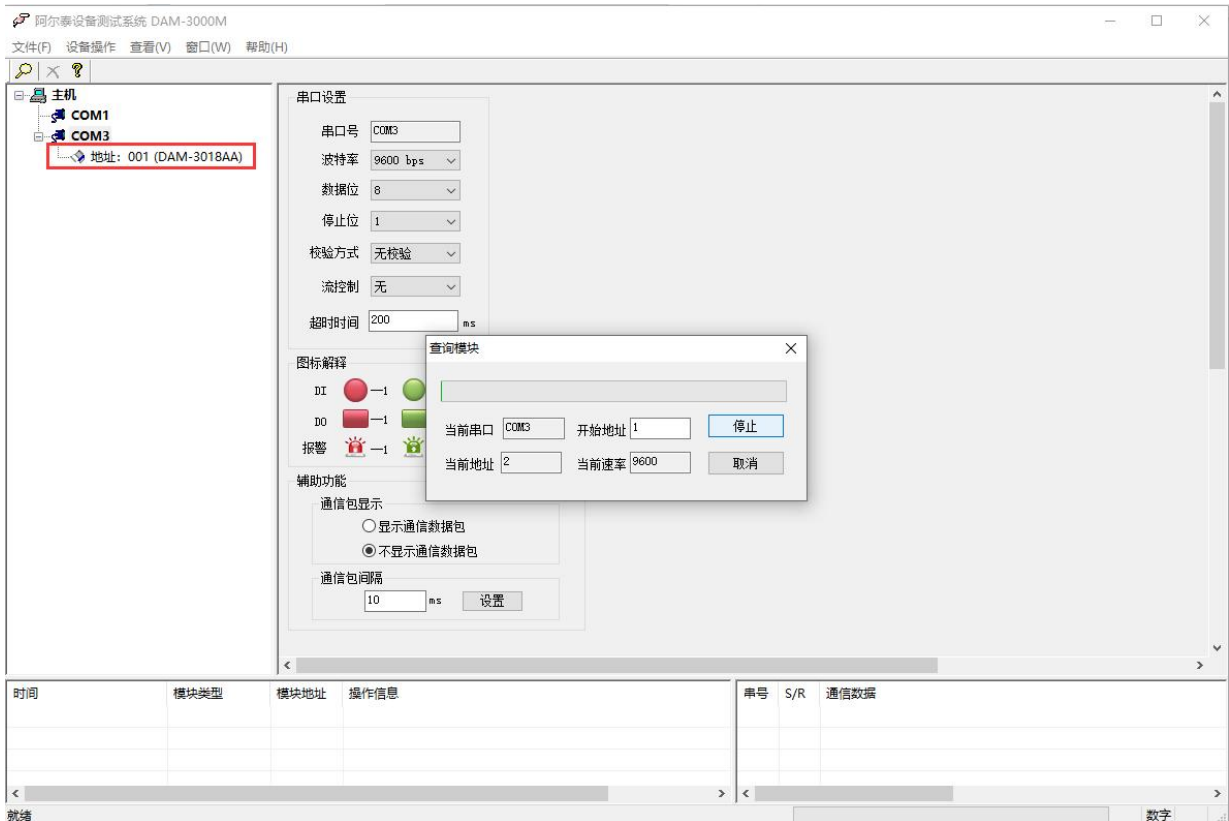 阿尔泰设备测试系统 DAM-3000M
文件(F) 设备操作 查看(V) 窗口(W) 帮助(H)
主机
COM1
COM3
地址：001 (DAM-3018AA)
串口设置
串口号 COM3
波特率 9600 bps
数据位 8
停止位 1
校验方式 无校验
流控制 无
超时时间 200 ms
图标解释
DI —1
DO —1
报警 —1
查询模块
当前串口 COM3 开始地址 1 停止
当前地址 2 当前速率 9600 取消
辅助功能
通信包显示
显示通信数据包
不显示通信数据包
通信包间隔
10 ms 设置
时间 模块类型 模块地址 操作信息
串号 S/R 通信数据
就绪 数字